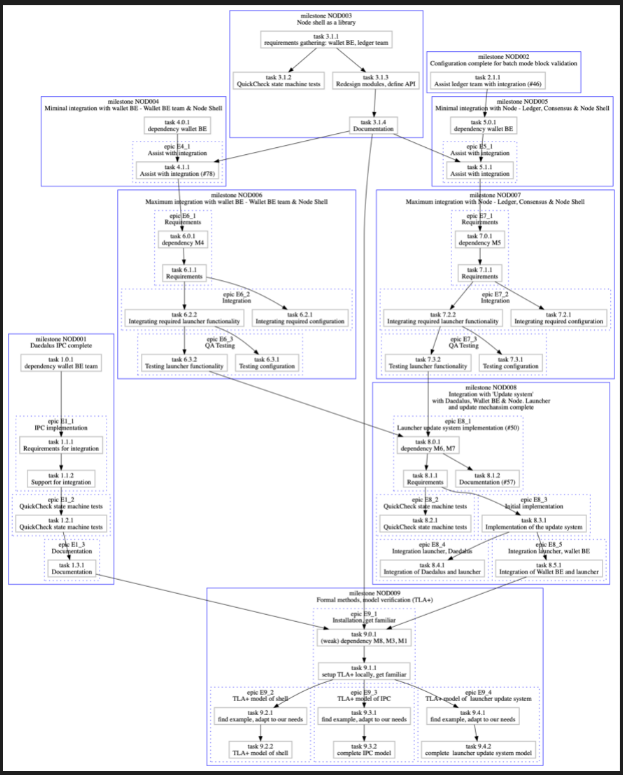 milestone NOD003
Node shell as a library
task 3.1.1
requirements gathering: wallet BE, ledger team
task 3.1.2
QuickCheck state machine tests
task 3.1.3
Redesign modules, define API
task 3.1.4
Documentation
milestone NOD002
Configuration complete for batch mode block validation
task 2.1.1
Assist ledger team with integration (#46)
milestone NOD004
Miminal integration with wallet BE - Wallet BE team & Node Shell
task 4.0.1
dependency wallet BE
epic E4_1
Assist with integration
task 4.1.1
Assist with integration (#78)
milestone NOD005
Minimal integration with Node - Ledger, Consensus & Node Shell
task 5.0.1
dependency wallet BE
epic E5_1
Assist with integration
task 5.1.1
Assist with integration
milestone NOD006
Maximum integration with wallet BE - Wallet BE team & Node Shell
epic E6_1
Requirements
task 6.0.1
dependency M4
task 6.1.1
Requirements
epic E6_2
Integration
task 6.2.2
Integrating required launcher functionality
task 6.2.1
Integrating required configuration
epic E6_3
QA Testing
task 6.3.2
Testing launcher functionality
task 6.3.1
Testing configuration
milestone NOD007
Maximum integration with Node - Ledger, Consensus & Node Shell
epic E7_1
Requirements
task 7.0.1
dependency M5
task 7.1.1
Requirements
epic E7_2
Integration
task 7.2.2
Integrating required launcher functionality
task 7.2.1
Integrating required configuration
epic E7_3
QA Testing
task 7.3.2
Testing launcher functionality
task 7.3.1
Testing configuration
milestone NOD001
Daedalus IPC complete
task 1.0.1
dependency wallet BE team
epic E1_1
IPC implementation
task 1.1.1
Requirements for integration
task 1.1.2
Support for integration
epic E1_2
QuickCheck state machine tests
task 1.2.1
QuickCheck state machine tests
epic E1_3
Documentation
task 1.3.1
Documentation
milestone NOD008
Integration with 'Update system'
with Daedalus, Wallet BE & Node. Launcher
and update mechansim complete
epic E8_1
Launcher update system implementation (#50)
task 8.0.1
dependency M6, M7
task 8.1.1
Requirements
task 8.1.2
Documentation (#57)
epic E8_2
QuickCheck state machine tests
task 8.2.1
QuickCheck state machine tests
epic E8_3
Initial implementation
task 8.3.1
Implementation of the update system
epic E8_4
Integration launcher, Daedalus
task 8.4.1
Integration of Daedalus and launcher
epic E8_5
Integration launcher, wallet BE
task 8.5.1
Integration of Wallet BE and launcher
milestone NOD009
Formal methods, model verification (TLA+)
epic E9_1
Installation, get familiar
task 9.0.1
(weak) dependency M8, M3, M1
task 9.1.1
setup TLA+ locally, get familiar
epic E9_2
TLA+ model of shell
task 9.2.1
find example, adapt to our needs
task 9.2.2
TLA+ model of shell
epic E9_3
TLA+ model of IPC
task 9.3.1
find example, adapt to our needs
task 9.3.2
complete IPC model
epic E9_4
TLA+ model of launcher update system
task 9.4.1
find example, adapt to our needs
task 9.4.2
complete launcher update system model